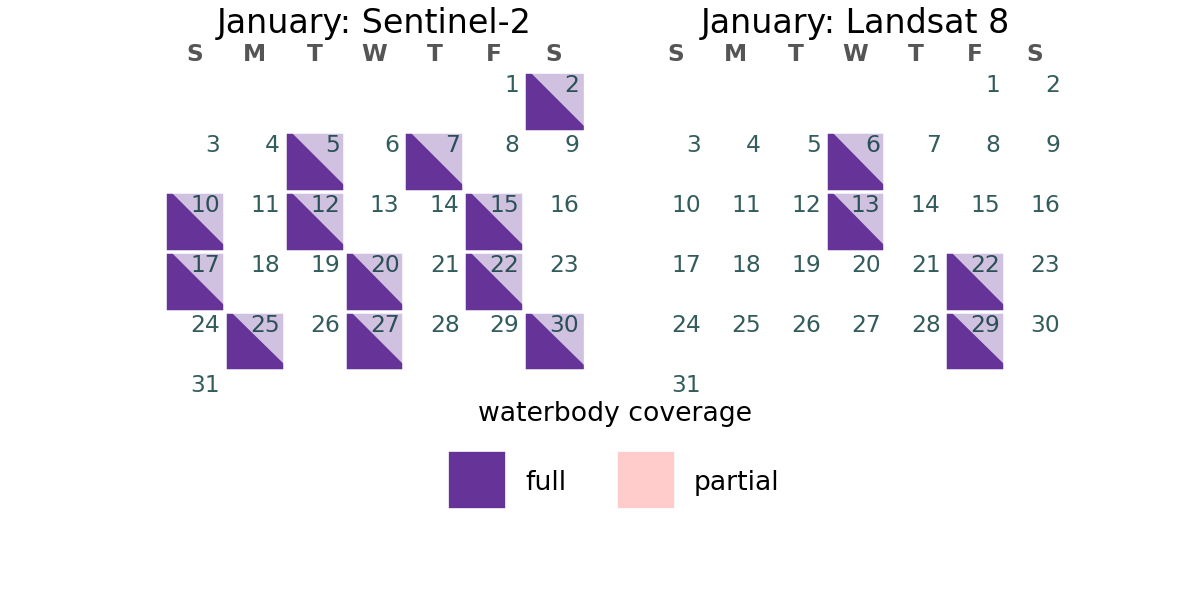 January: Sentinel-2
S M T W T F S
1 2
3 4 5 6 7 8 9
10 11 12 13 14 15 16
17 18 19 20 21 22 23
24 25 26 27 28 29 30
31
January: Landsat 8
S M T W T F S
1 2
3 4 5 6 7 8 9
10 11 12 13 14 15 16
17 18 19 20 21 22 23
24 25 26 27 28 29 30
31
waterbody coverage
full partial